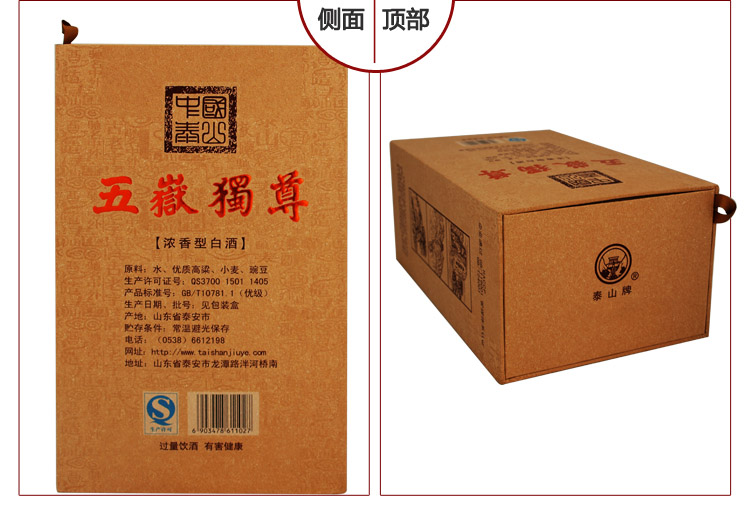 侧面
顶部
中國泰山
五嶽獨尊
【浓香型白酒】
原料：水、优质高粱、小麦、豌豆
生产许可证号：QS3700 1501 1405
产品标准号：GB/T10781.1（优级）
生产日期、批号：见包装盒
产地：山东省泰安市
贮存条件：常温避光保存
电话：（0538）6612198
网址：http://www.taishanjiuye.com
地址：山东省泰安市龙潭路泮河桥南
QS
生产许可
6 903478 611027
过量饮酒 有害健康
五嶽獨尊
泰山牌
®